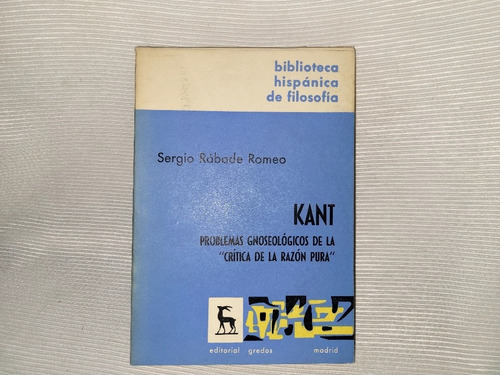 biblioteca
hispánica
de filosofía
Sergio Rábade Romeo
KANT
PROBLEMAS GNOSEOLÓGICOS DE LA
"CRÍTICA DE LA RAZÓN PURA"
editorial gredos madrid